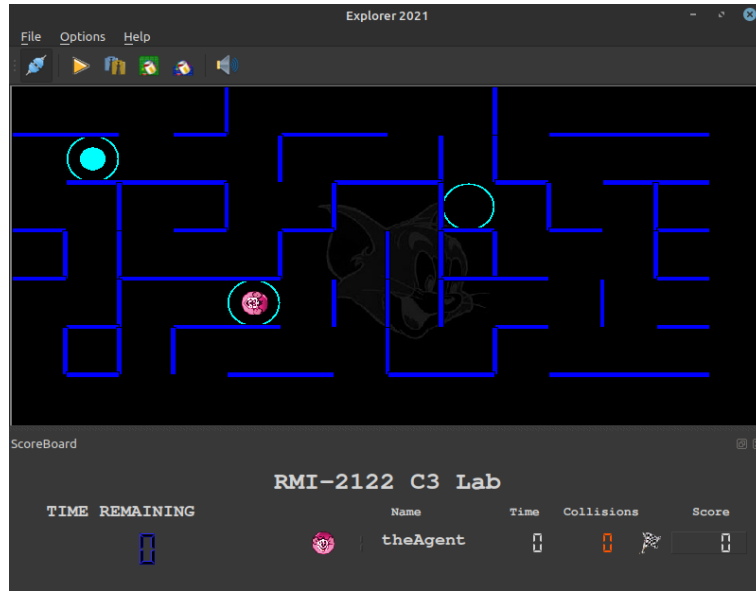 Explorer 2021
File Options Help
ScoreBoard
RMI-2122 C3 Lab
TIME REMAINING Name Time Collisions Score
0 theAgent 0 0 0